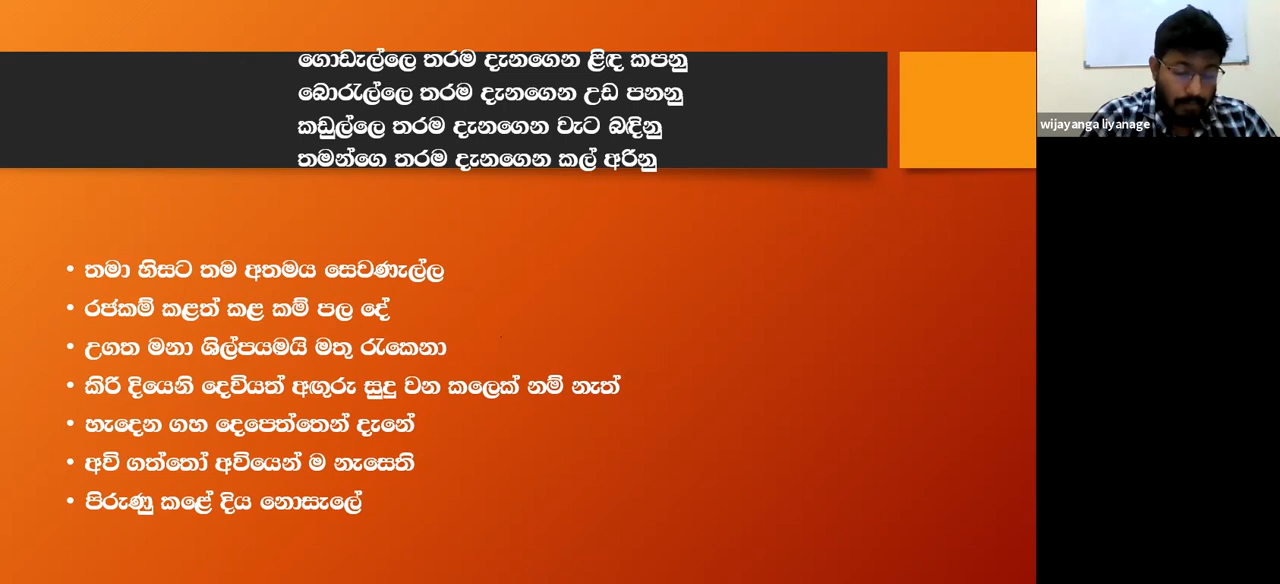 ගොඩැල්ලෙ තරම දැනගෙන ළිඳ කපනු
බොරැල්ලෙ තරම දැනගෙන උඩ පනනු
කඩුල්ලෙ තරම දැනගෙන වැට බඳිනු
තමන්ගෙ තරම දැනගෙන කල් අරිනු
• තමා හිසට තම අතමය සෙවණැල්ල
• රජකම් කළත් කළ කම් පල දේ
• උගත මනා ශිල්පයමයි මතු රැකෙනා
• කිරි දියෙනි දෙවියත් අඟුරු සුදු වන කලෙක් නම් නැත්
• හැදෙන ගහ දෙපෙත්තෙන් දැනේ
• අවි ගත්තෝ අවියෙන් ම නැසෙති
• පිරුණු කළේ දිය නොසැලේ
wijayanga liyanage